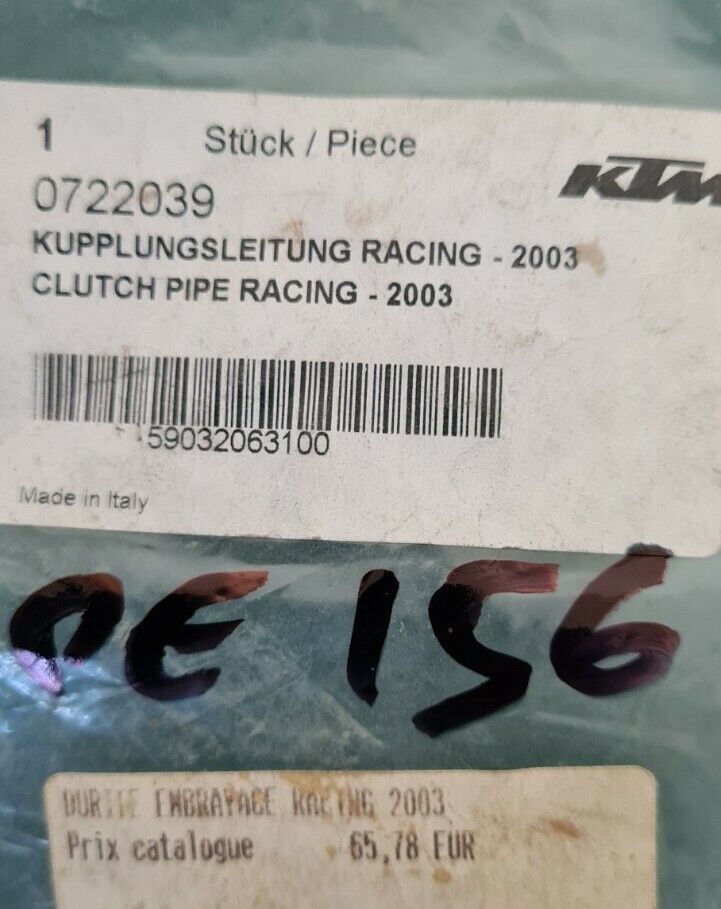 1 Stück / Piece
KTM
0722039
KUPPLUNGSLEITUNG RACING - 2003
CLUTCH PIPE RACING - 2003
59032063100
Made in Italy
OE 156
DURITE EMBRAYAGE RACING 2003
Prix catalogue 65,78 EUR